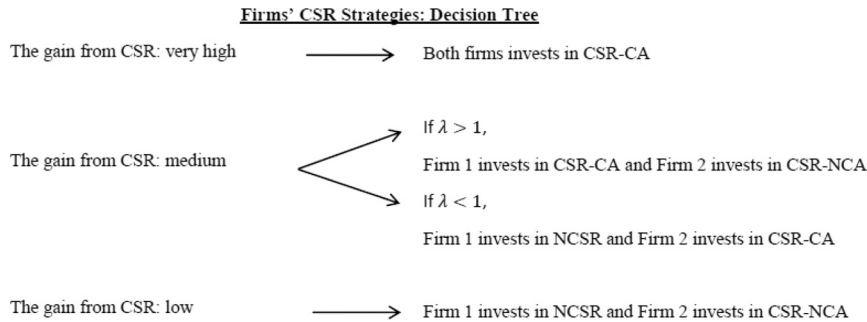 Firms' CSR Strategies: Decision Tree
The gain from CSR: very high
Both firms invests in CSR-CA
The gain from CSR: medium
If λ > 1,
Firm 1 invests in CSR-CA and Firm 2 invests in CSR-NCA
If λ < 1,
Firm 1 invests in NCSR and Firm 2 invests in CSR-CA
The gain from CSR: low
Firm 1 invests in NCSR and Firm 2 invests in CSR-NCA